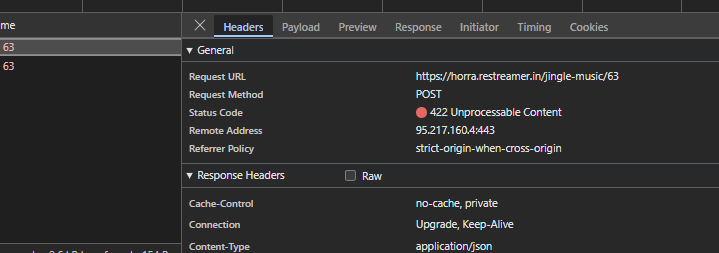 me
Headers Payload Preview Response Initiator Timing Cookies
63
63
General
Request URL https://horra.restreamer.in/jingle-music/63
Request Method POST
Status Code 422 Unprocessable Content
Remote Address 95.217.160.4:443
Referrer Policy strict-origin-when-cross-origin
Response Headers Raw
Cache-Control no-cache, private
Connection Upgrade, Keep-Alive
Content-Type application/json